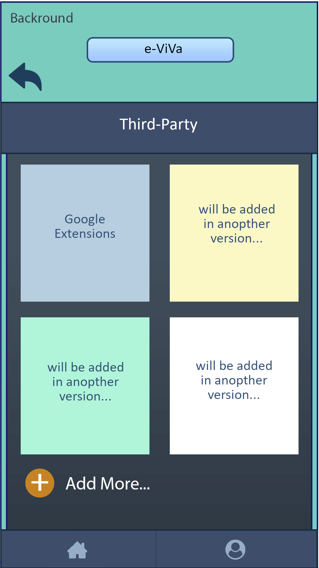 Backround
e-ViVa
Third-Party
Google
Extensions
will be added
in anopther
version...
will be added
in anopther
version...
will be added
in anopther
version...
Add More...